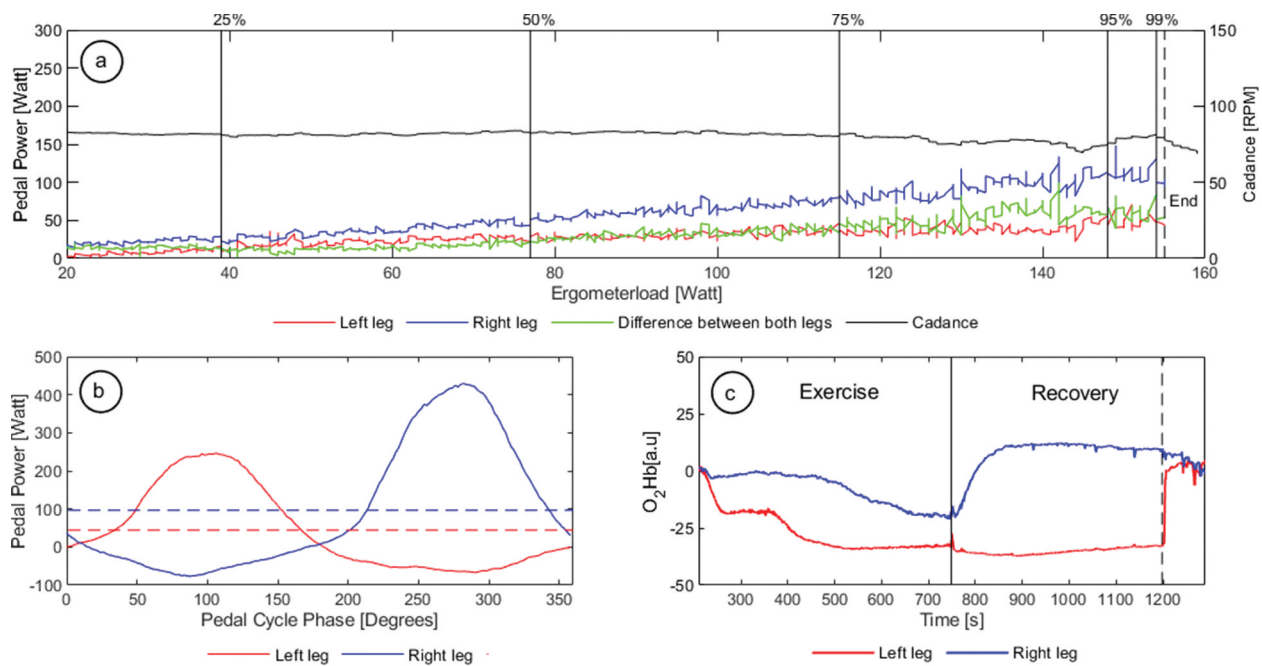 25% 50% 75% 95% 99%
300 150
250
200 100
150
100 50
50
0 0
Pedal Power [Watt]
Cadance [RPM]
a
End
20 40 60 80 100 120 140 160
Ergometerload [Watt]
Left leg Right leg Difference between both legs Cadance
500
400
300
200
100
0
-100
Pedal Power [Watt]
b
0 50 100 150 200 250 300 350
Pedal Cycle Phase [Degrees]
Left leg Right leg
50
25
0
-25
-50
O2Hb[a.u]
c
Exercise Recovery
300 400 500 600 700 800 900 1000 1100 1200
Time [s]
Left leg Right leg